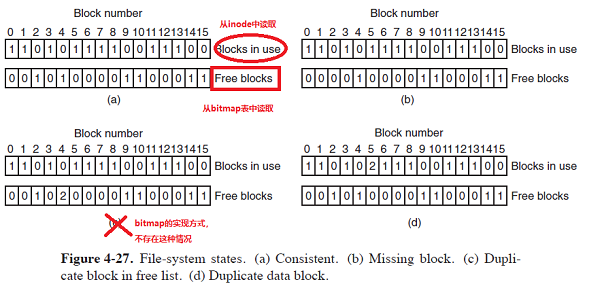 从inode中读取
Block number
0 1 2 3 4 5 6 7 8 9 10 11 12 13 14 15
1 1 0 1 0 1 1 1 1 0 0 1 1 1 0 0 Blocks in use
0 0 1 0 1 0 0 0 0 1 1 0 0 0 1 1 Free blocks
(a)
从bitmap表中读取
Block number
0 1 2 3 4 5 6 7 8 9 10 11 12 13 14 15
1 1 0 1 0 1 1 1 1 0 0 1 1 1 0 0 Blocks in use
0 0 0 0 1 0 0 0 0 1 1 0 0 0 1 1 Free blocks
(b)
Block number
0 1 2 3 4 5 6 7 8 9 10 11 12 13 14 15
1 1 0 1 0 1 1 1 1 0 0 1 1 1 0 0 Blocks in use
0 0 1 0 2 0 0 0 0 1 1 0 0 0 1 1 Free blocks
(c)
bitmap的实现方式，
不存在这种情况
Block number
0 1 2 3 4 5 6 7 8 9 10 11 12 13 14 15
1 1 0 1 0 2 1 1 1 0 0 1 1 1 0 0 Blocks in use
0 0 1 0 1 0 0 0 0 1 1 0 0 0 1 1 Free blocks
(d)
Figure 4-27. File-system states. (a) Consistent. (b) Missing block. (c) Dupli-
cate block in free list. (d) Duplicate data block.